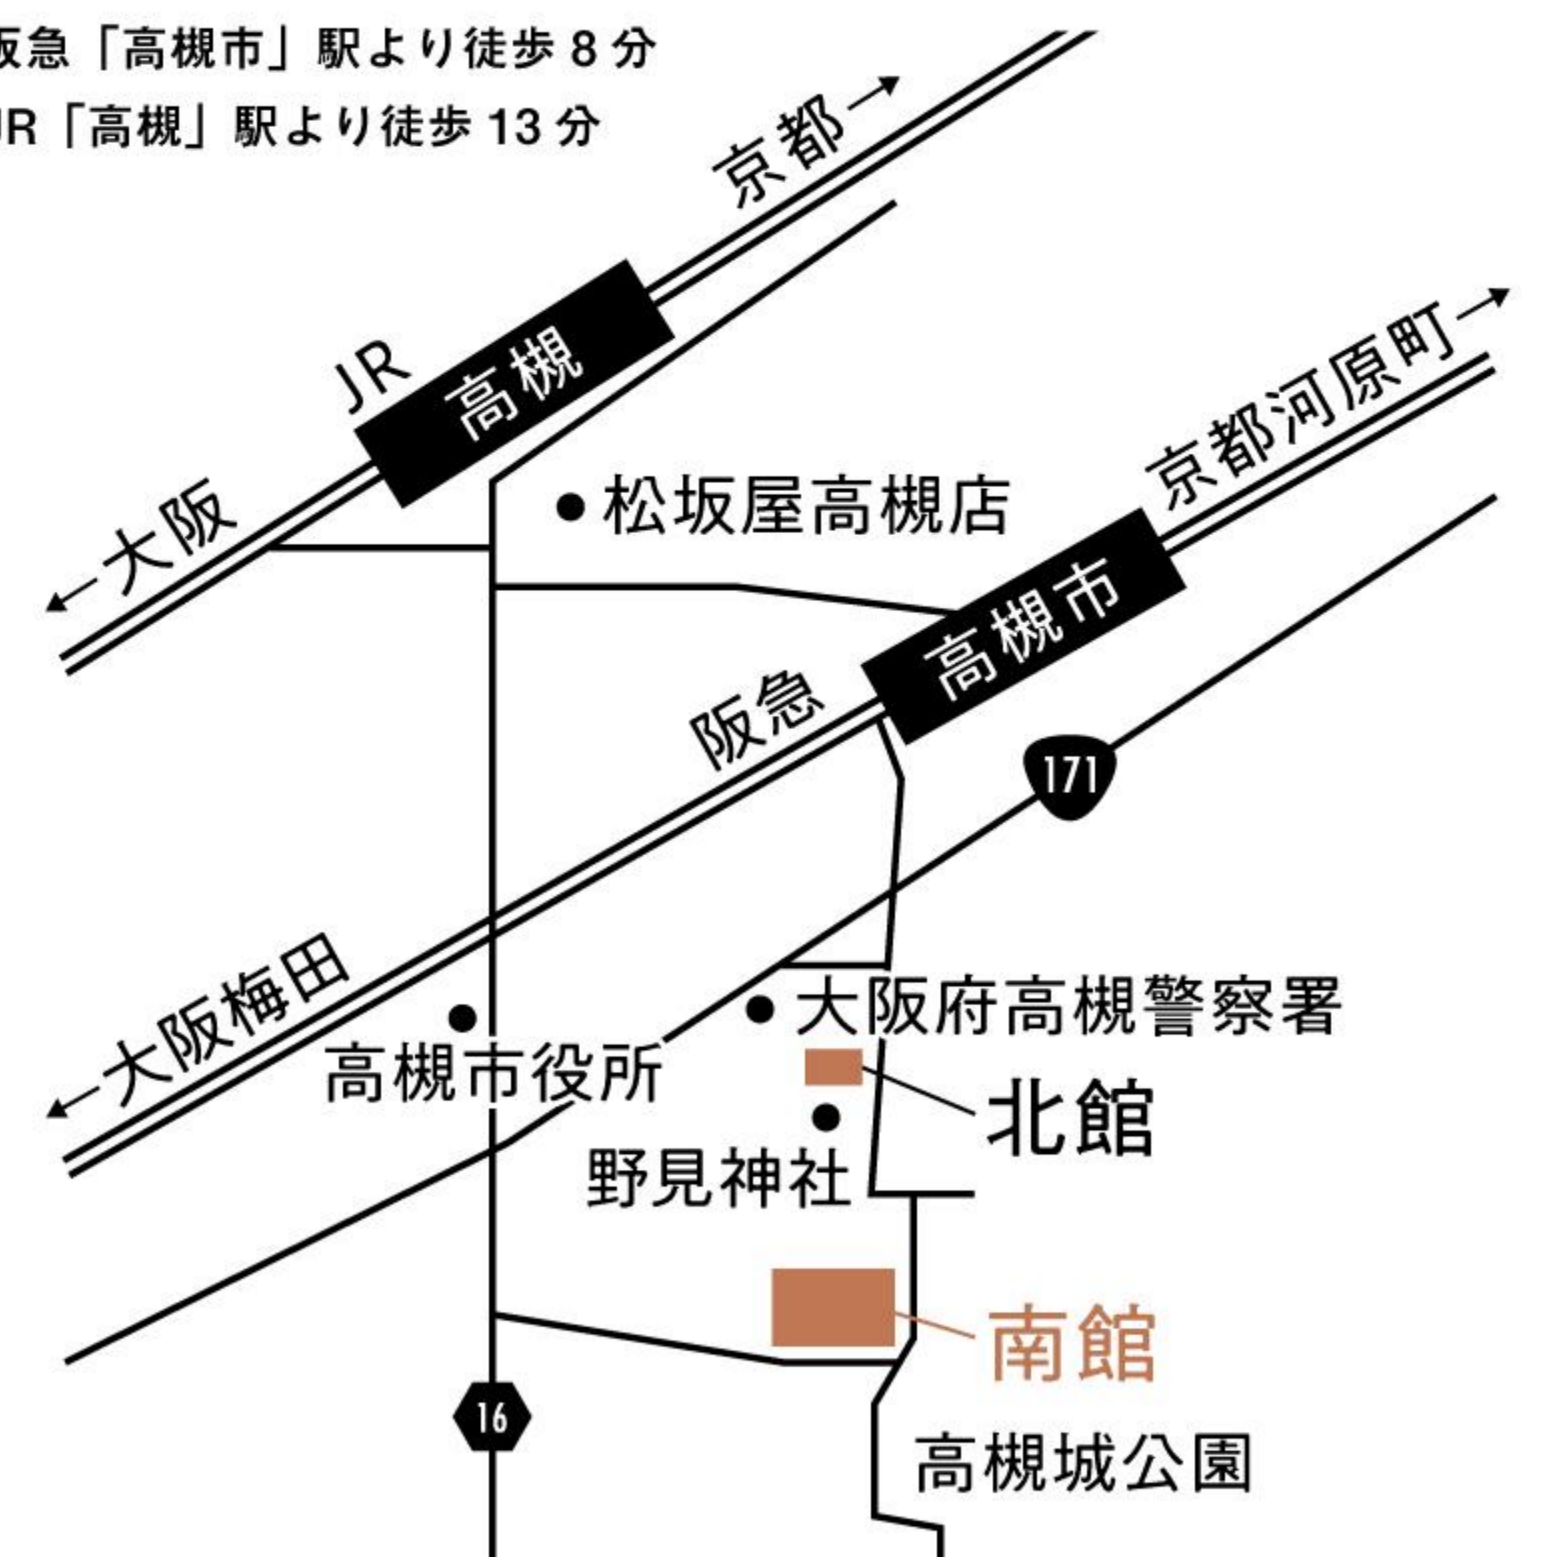 阪急「高槻市」駅より徒歩 8 分
JR「高槻」駅より徒歩 13 分
京都
JR
高槻
京都河原町
大阪
松坂屋高槻店
高槻市
阪急
171
大阪梅田
大阪府高槻警察署
高槻市役所
北館
野見神社
南館
16
高槻城公園